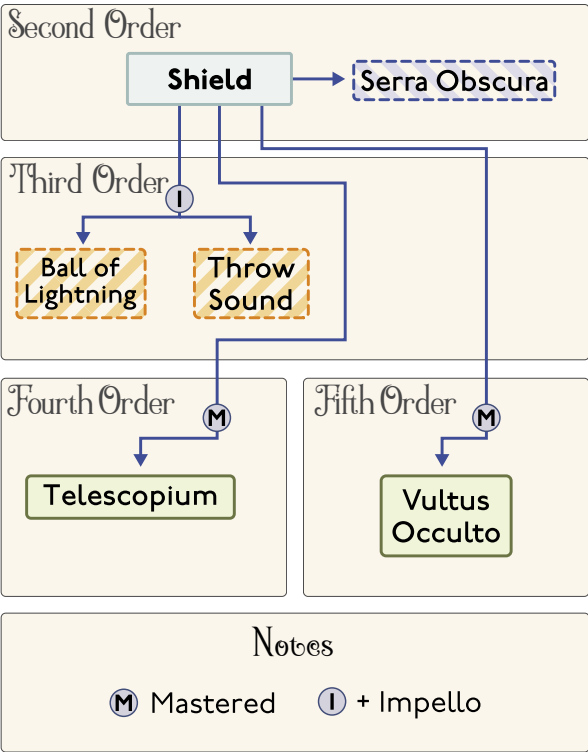 Second Order
Shield
Serra Obscura
Third Order
I
Ball of
Lightning
Throw
Sound
Fourth Order
M
Telescopium
Fifth Order
M
Vultus
Occulto
Notes
M Mastered
I + Impello